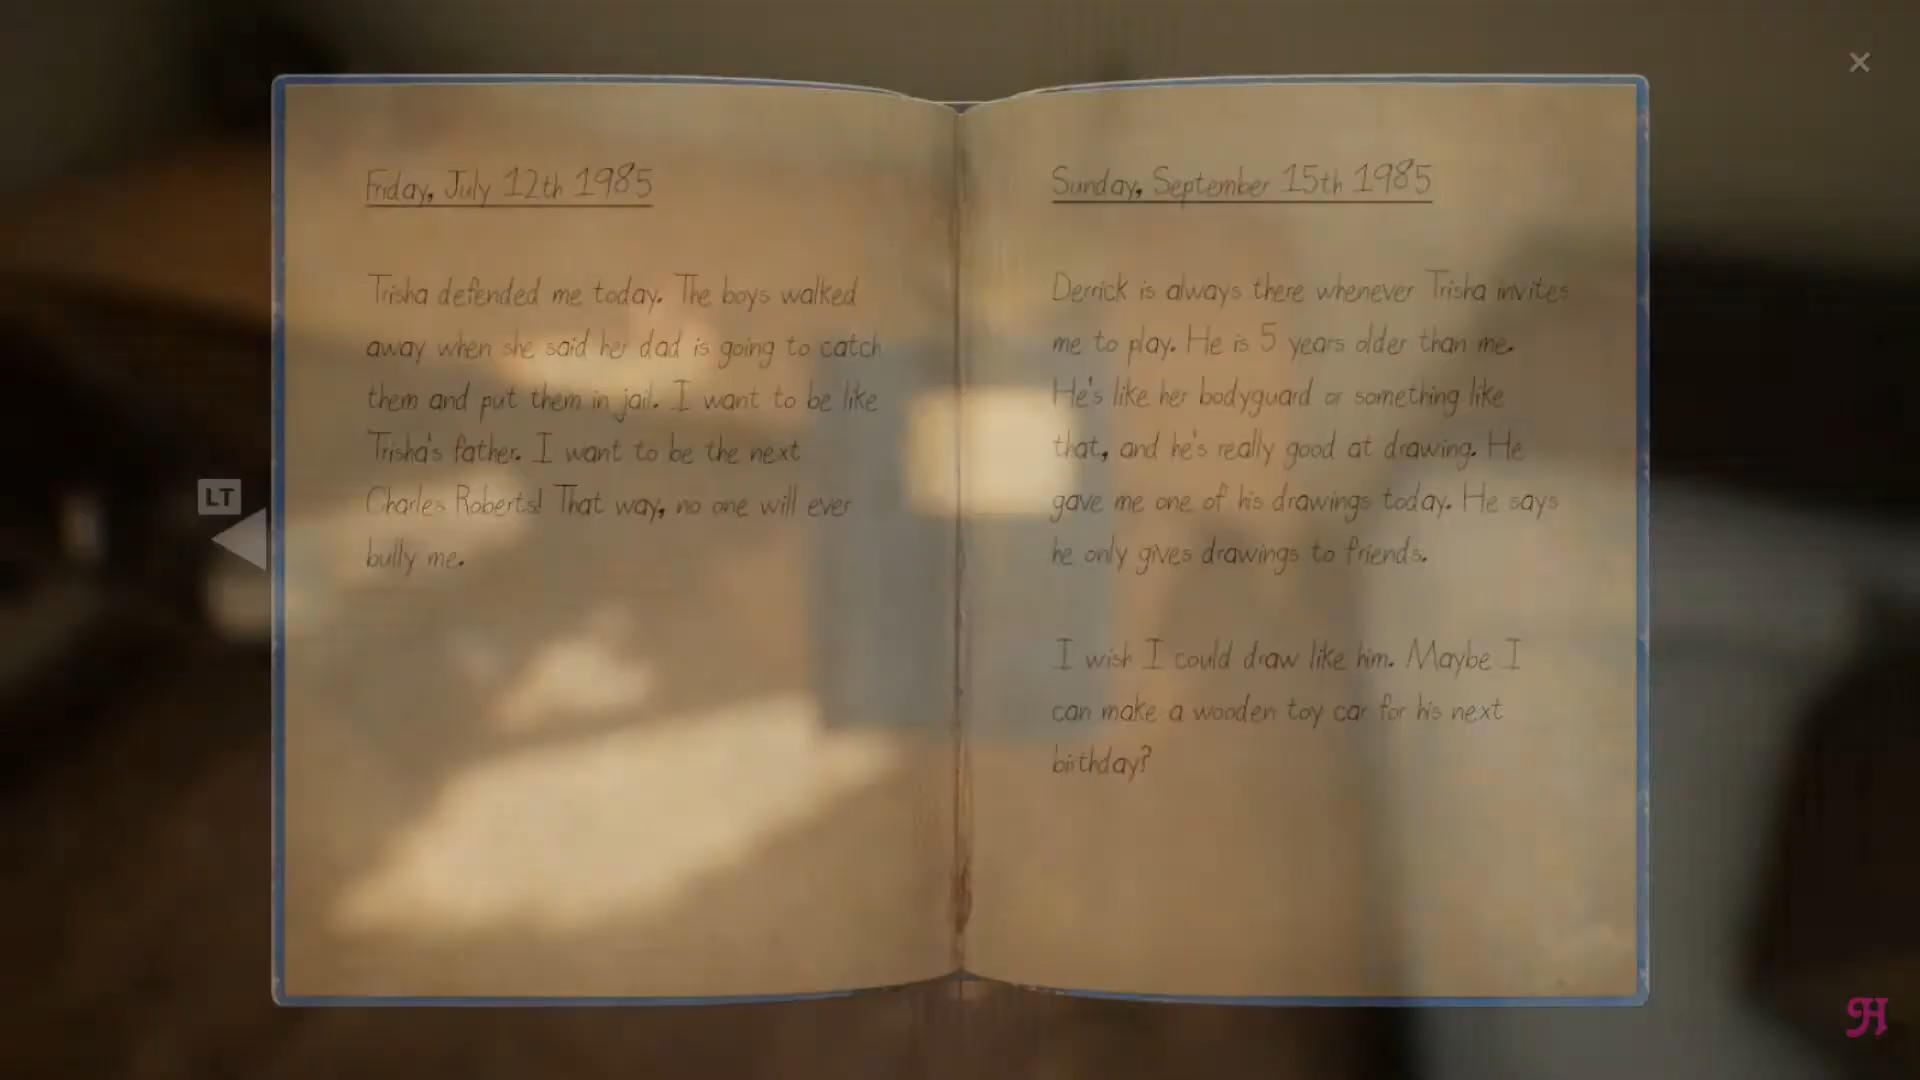 Friday, July 12th 1985
Trisha defended me today. The boys walked
away when she said her dad is going to catch
them and put them in jail. I want to be like
Trisha's father. I want to be the next
Charles Roberts! That way, no one will ever
bully me.
LT
Sunday, September 15th 1985
Derrick is always there whenever Trisha invites
me to play. He is 5 years older than me.
He's like her bodyguard or something like
that, and he's really good at drawing. He
gave me one of his drawings today. He says
he only gives drawings to friends.
I wish I could draw like him. Maybe I
can make a wooden toy car for his next
birthday?